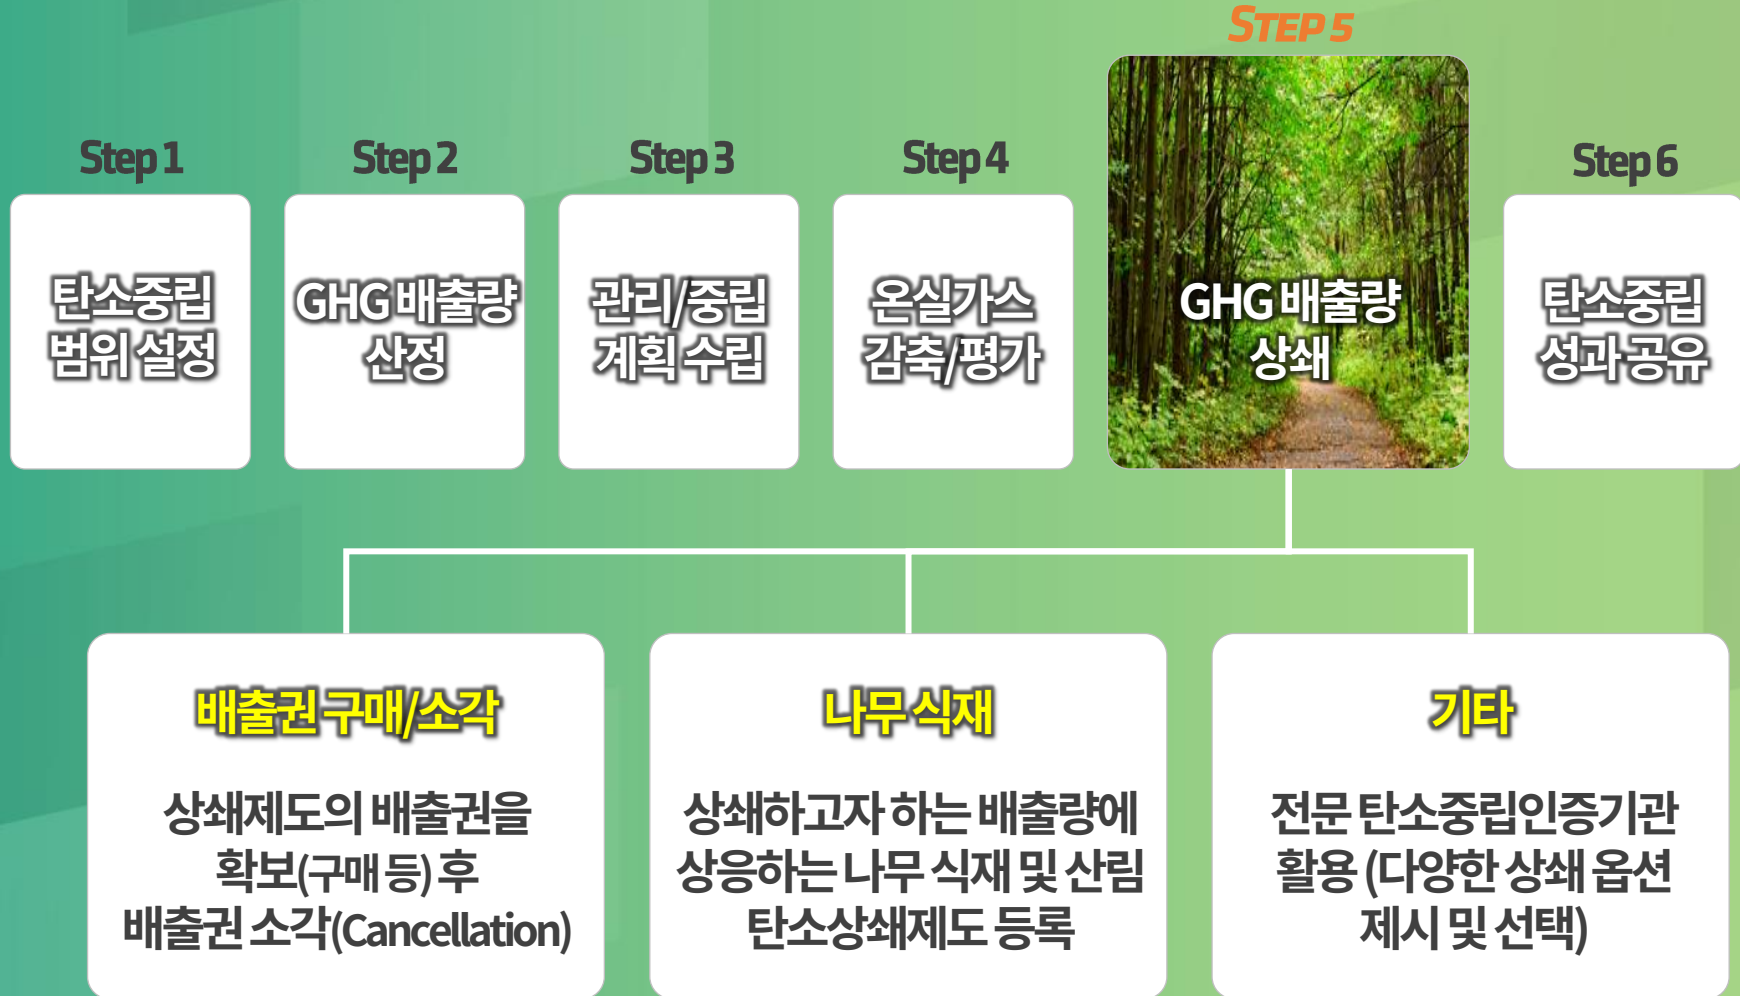 STEP 5
Step 1
Step 2
Step 3
Step 4
Step 6
탄소중립
범위 설정
GHG 배출량
산정
관리/중립
계획 수립
온실가스
감축/평가
GHG 배출량
상쇄
탄소중립
성과 공유
배출권 구매/소각
상쇄제도의 배출권을
확보(구매 등) 후
배출권 소각(Cancellation)
나무 식재
상쇄하고자 하는 배출량에
상응하는 나무 식재 및 산림
탄소상쇄제도 등록
기타
전문 탄소중립인증기관
활용 (다양한 상쇄 옵션
제시 및 선택)